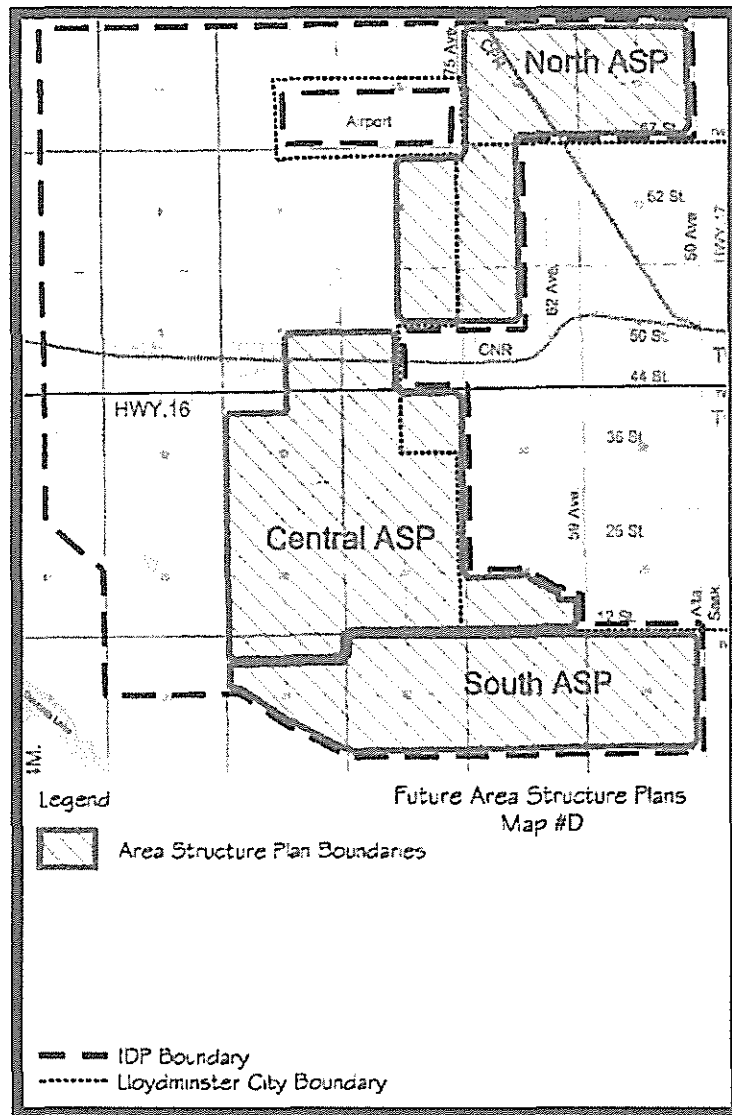 75 Ave.
CPR
North ASP
Airport
67 St.
52 St.
50 Ave.
HWY. 17
62 Ave.
50 St.
CNR
44 St.
HWY.16
36 St.
Central ASP
59 Ave.
25 St.
12 St.
Alta.
Sask.
South ASP
4M.
Legend
Future Area Structure Plans
Map #D
Area Structure Plan Boundaries
IDP Boundary
Lloydminster City Boundary